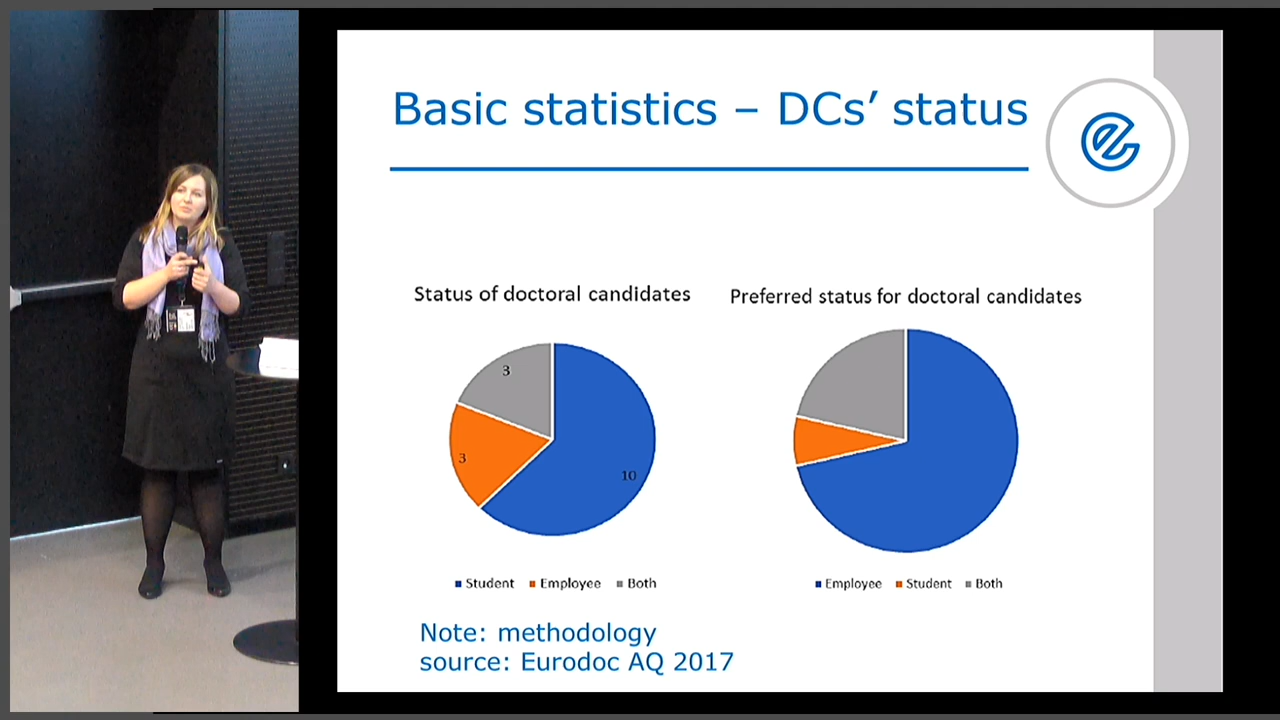 Basic statistics – DCs’ status
Status of doctoral candidates
Preferred status for doctoral candidates
3
3
10
Student Employee Both
Employee Student Both
Note: methodology
source: Eurodoc AQ 2017